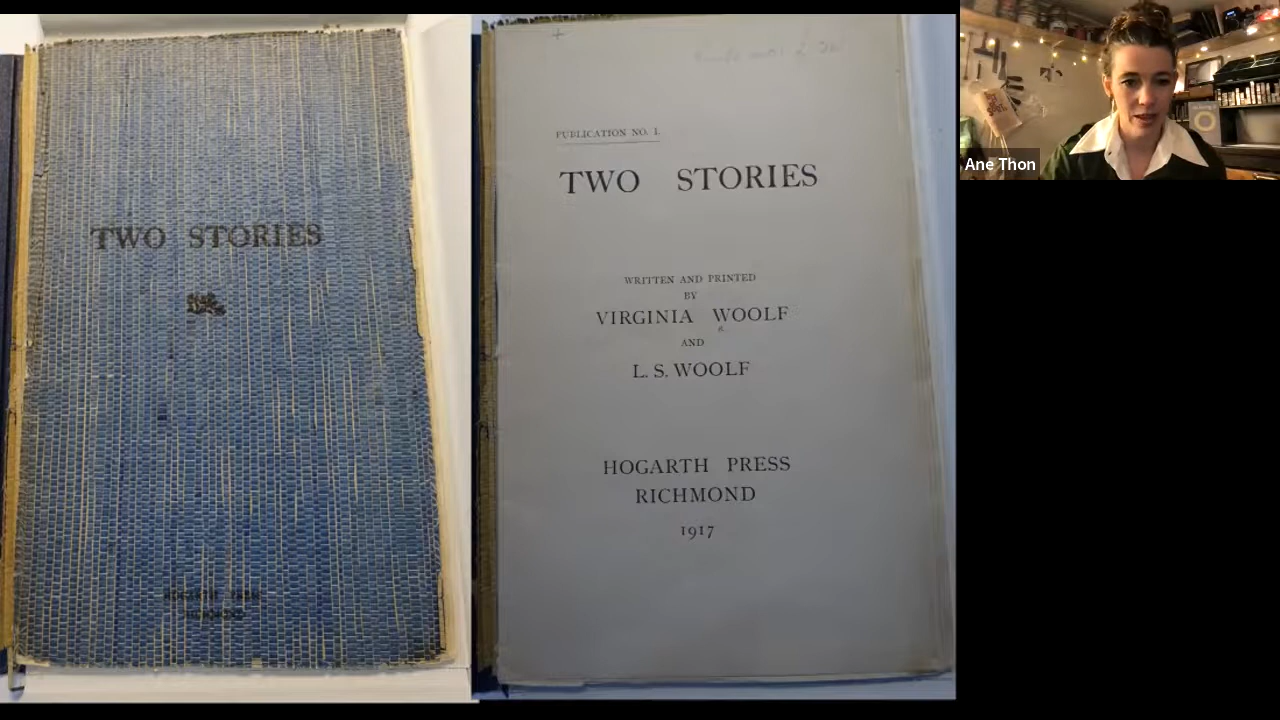 TWO STORIES
PUBLICATION NO. 1.
TWO STORIES
WRITTEN AND PRINTED
BY
VIRGINIA WOOLF
AND
L. S. WOOLF
HOGARTH PRESS
RICHMOND
1917
Ane Thon